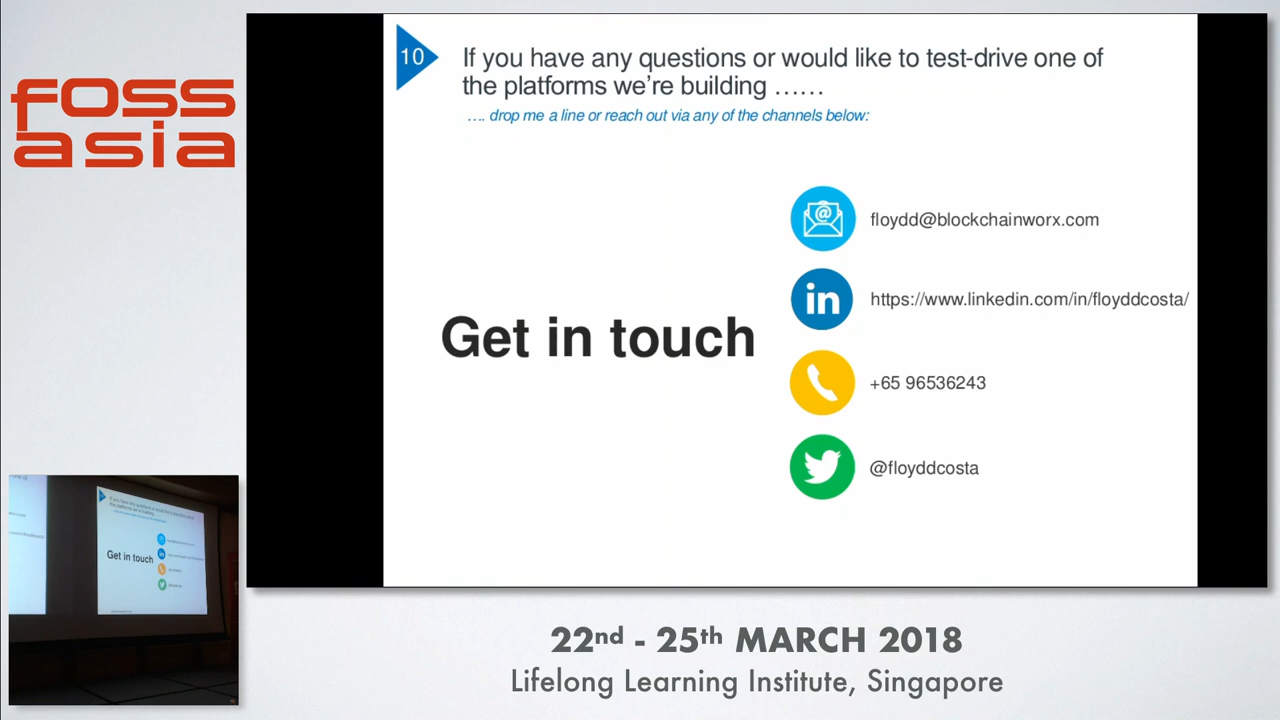 foss
asia
10
If you have any questions or would like to test-drive one of
the platforms we're building ……
…. drop me a line or reach out via any of the channels below:
Get in touch
floydd@blockchainworx.com
in
https://www.linkedin.com/in/floyddcosta/
+65 96536243
@floyddcosta
Get in touch
22nd - 25th MARCH 2018
Lifelong Learning Institute, Singapore